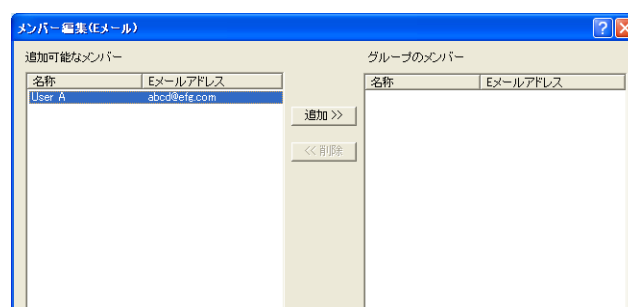 メンバー編集(Eメール)
追加可能なメンバー
グループのメンバー
名称 Eメールアドレス
名称 Eメールアドレス
User A abcd@efg.com
追加 >>
<< 削除